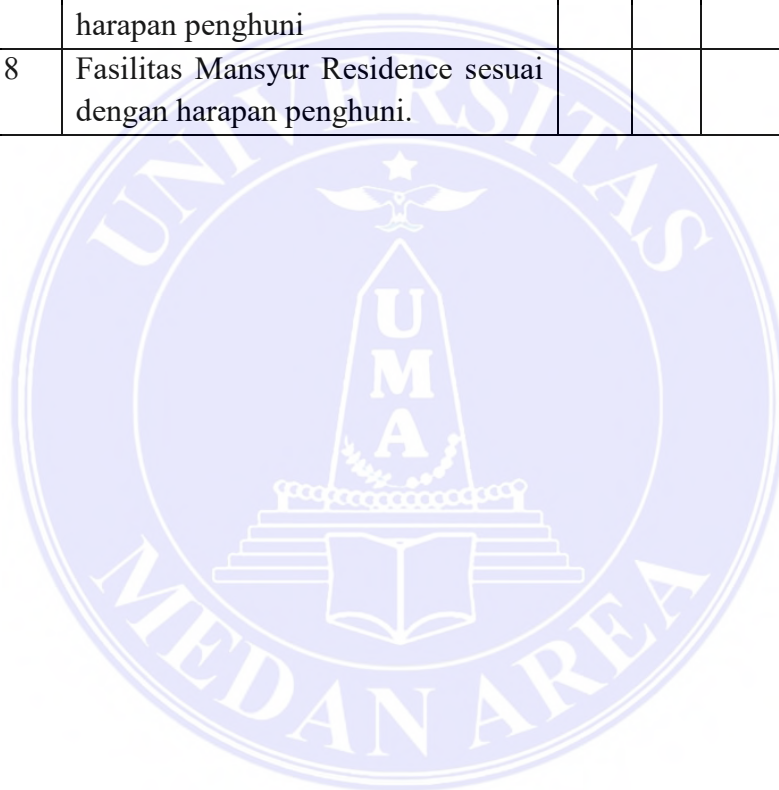 harapan penghuni
8 Fasilitas Mansyur Residence sesuai
dengan harapan penghuni.
UNIVERSITAS
UMA
MEDAN AREA